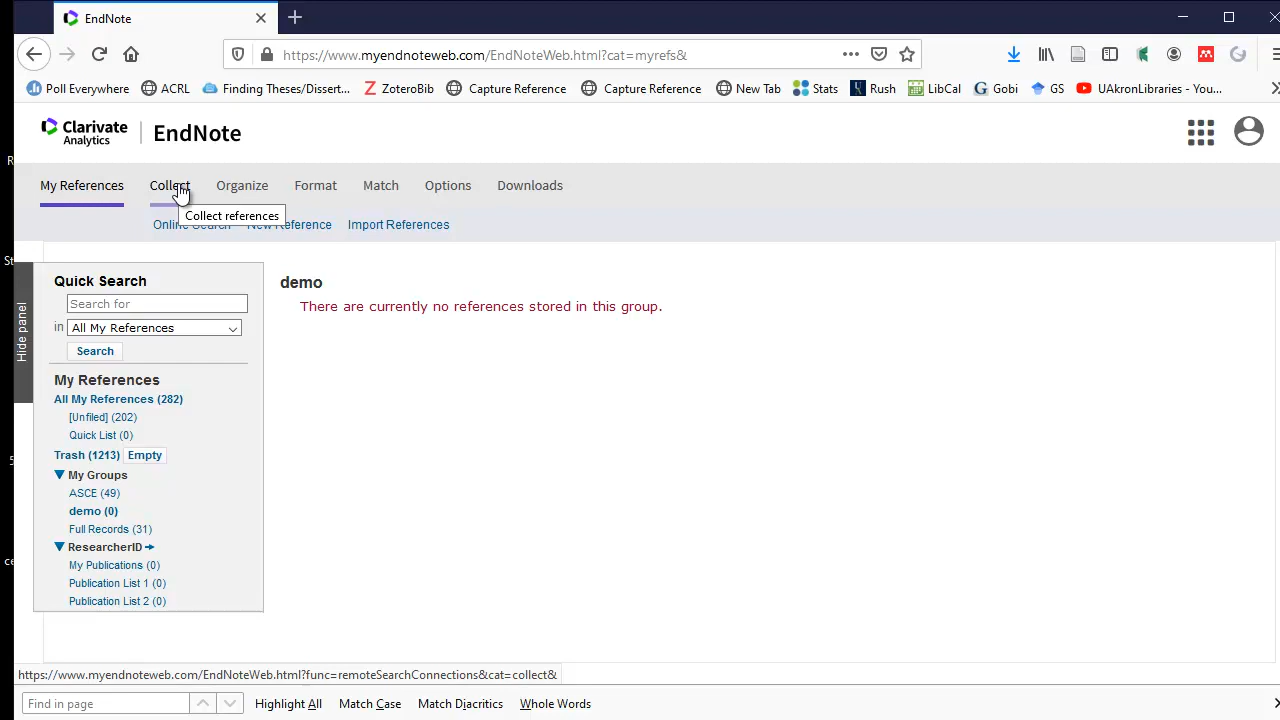 EndNote
https://www.myendnoteweb.com/EndNoteWeb.html?cat=myrefs&
Poll Everywhere ACRL Finding Theses/Dissert... ZoteroBib Capture Reference Capture Reference New Tab Stats Rush LibCal Gobi GS UAkronLibraries - You...
Clarivate Analytics EndNote
My References Collect Organize Format Match Options Downloads
Collect references
Online Search New Reference Import References
Hide panel
Quick Search
Search for
in All My References
Search
My References
All My References (282)
[Unfiled] (202)
Quick List (0)
Trash (1213) Empty
My Groups
ASCE (49)
demo (0)
Full Records (31)
ResearcherID
My Publications (0)
Publication List 1 (0)
Publication List 2 (0)
demo
There are currently no references stored in this group.
https://www.myendnoteweb.com/EndNoteWeb.html?func=remoteSearchConnections&cat=collect&
Find in page Highlight All Match Case Match Diacritics Whole Words